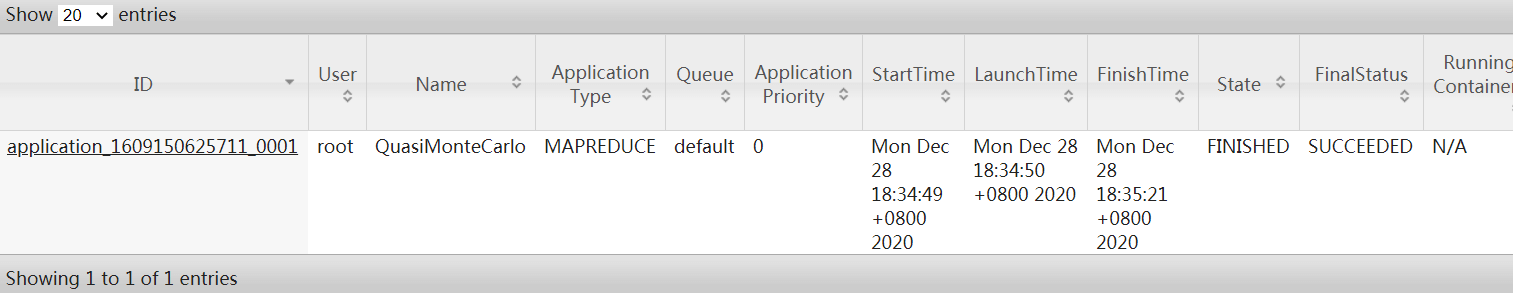 Show 20 entries
ID User Name Application Type Queue Application Priority StartTime LaunchTime FinishTime State FinalStatus Running Container
application_1609150625711_0001 root QuasiMonteCarlo MAPREDUCE default 0 Mon Dec 28 18:34:49 +0800 2020 Mon Dec 28 18:34:50 +0800 2020 Mon Dec 28 18:35:21 +0800 2020 FINISHED SUCCEEDED N/A
Showing 1 to 1 of 1 entries